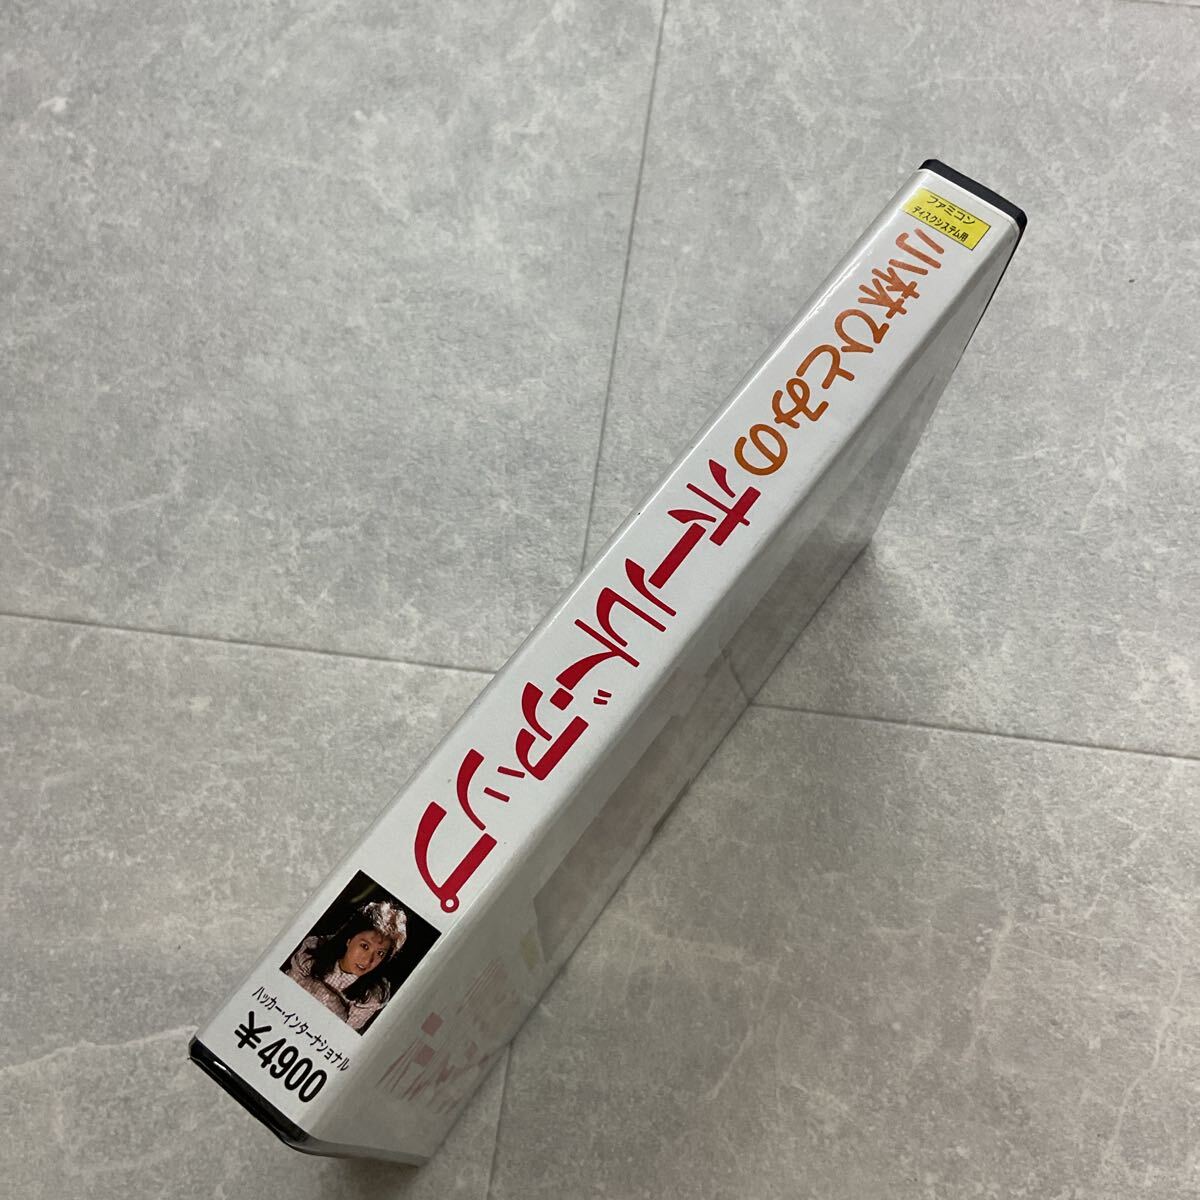 ファミコン
ディスクシステム用
小林ひとみの
ホールド・アップ
ハッカー・インターナショナル
¥4900